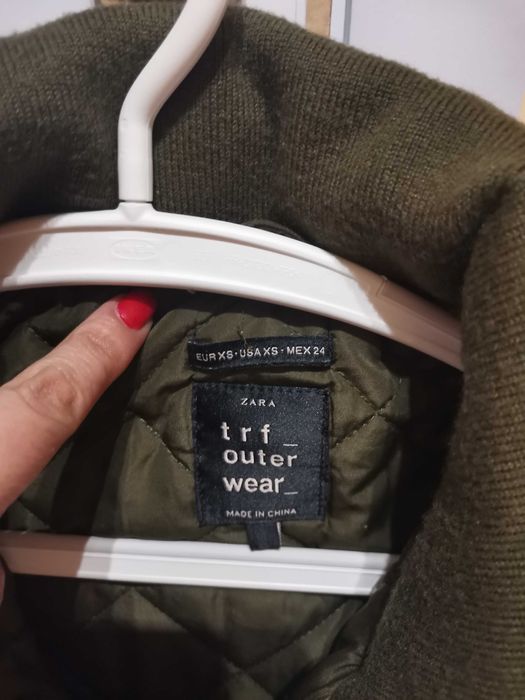 EUR XS · USA XS · MEX 24
ZARA
trf_
outer
wear_
MADE IN CHINA